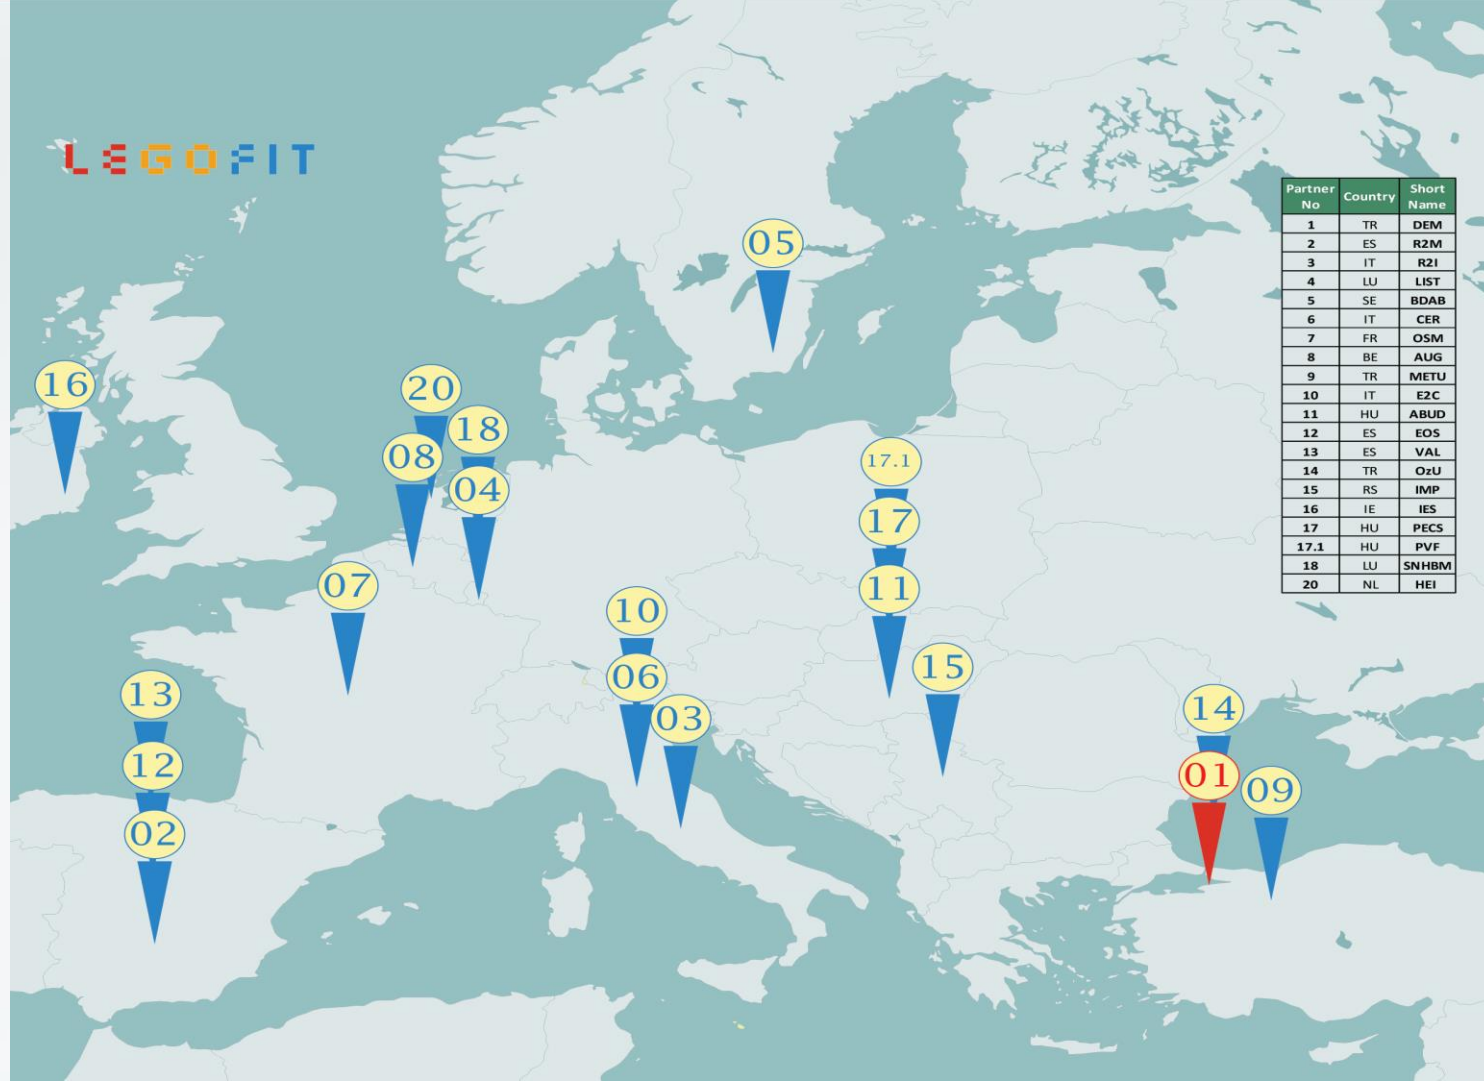 LEGOFIT
Partner No Country Short Name
1 TR DEM
2 ES R2M
3 IT R2I
4 LU LIST
5 SE BDAB
6 IT CER
7 FR OSM
8 BE AUG
9 TR METU
10 IT E2C
11 HU ABUD
12 ES EOS
13 ES VAL
14 TR OzU
15 RS IMP
16 IE IES
17 HU PECS
17.1 HU PVF
18 LU SNHBM
20 NL HEI
05
16
20
18
08
17.1
04
17
07
11
10
15
06
13
14
03
12
01
09
02